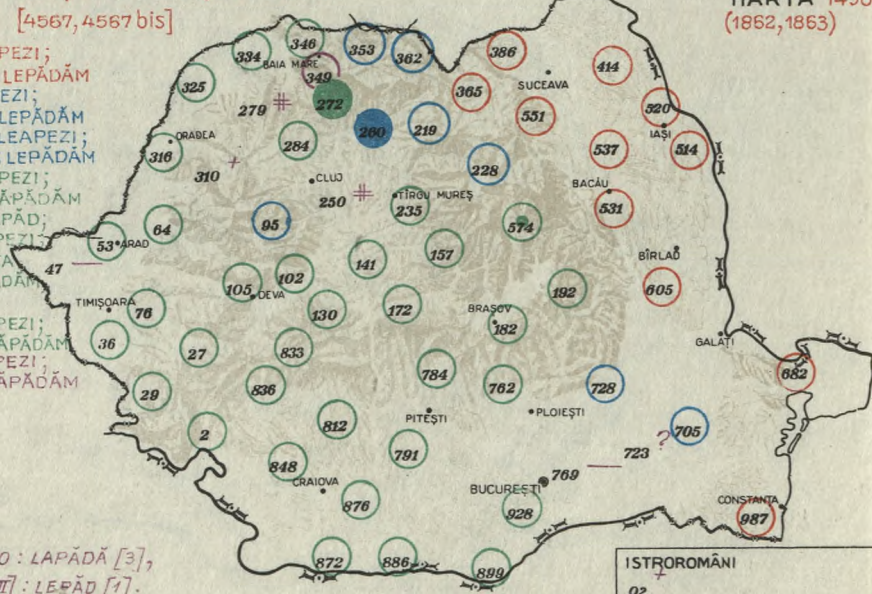 [4567, 4567 bis]
HARTA
(1862, 1863)
PEZI;
LEPĂDĂM
EZI;
LEPĂDĂM
LEAPEZI;
LEPĂDĂM
PEZI;
ĂPĂDĂM
PĂD;
PEZI;
DĂM
PEZI;
ĂPĂDĂM
PEZI;
ĂPĂDĂM
346
353
362
386
334
BAIA MARE
349
414
325
272
365
SUCEAVA
279
260
219
551
520
IAȘI
ORADEA
316
284
537
514
310
228
CLUJ
250
TÎRGU MUREȘ
235
BACĂU
531
64
95
574
53
ARAD
157
BÎRLAD
47
141
102
105
DEVA
192
605
TIMIȘOARA
76
130
172
BRAȘOV
182
36
27
833
GALAȚI
784
762
728
682
29
836
PITEȘTI
PLOIEȘTI
2
812
705
791
723
?
848
769
CRAIOVA
BUCUREȘTI
876
928
CONSTANȚA
987
872
886
899
O : LAPĂDĂ [3],
II] : LEPĂD [1].
ISTROROMÂNI
02